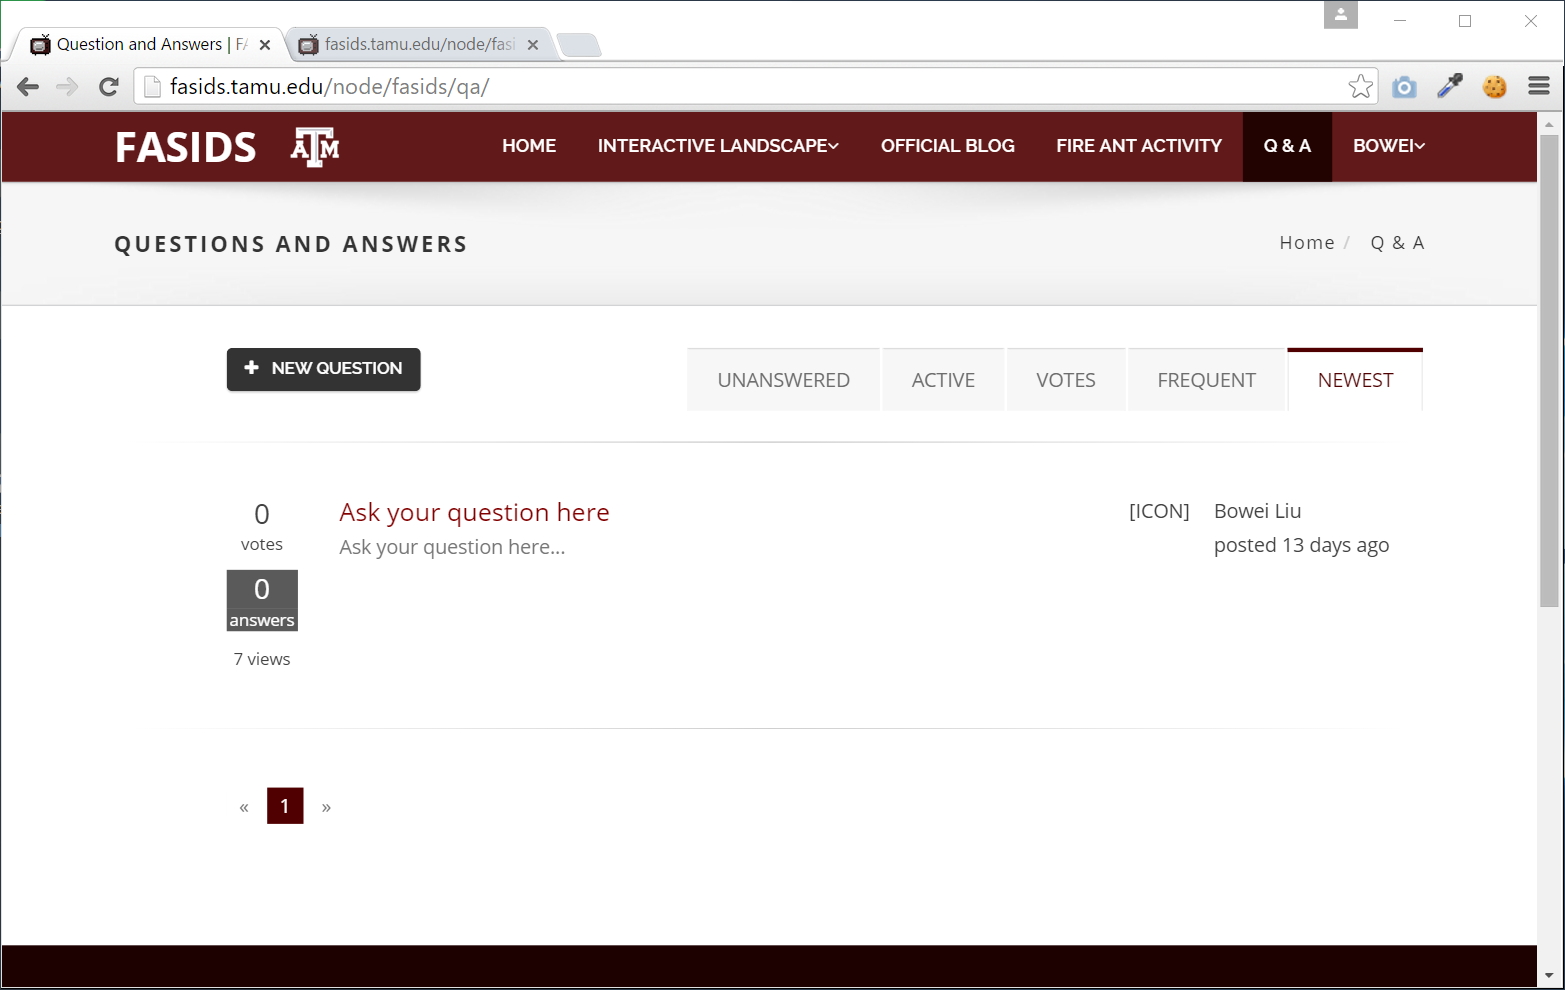 Question and Answers | FA
fasids.tamu.edu/node/fasi
fasids.tamu.edu/node/fasids/qa/
FASIDS
ATM
HOME
INTERACTIVE LANDSCAPE
OFFICIAL BLOG
FIRE ANT ACTIVITY
Q & A
BOWEI
QUESTIONS AND ANSWERS
Home / Q & A
+ NEW QUESTION
UNANSWERED
ACTIVE
VOTES
FREQUENT
NEWEST
0
votes
0
answers
7 views
Ask your question here
Ask your question here...
[ICON]
Bowei Liu
posted 13 days ago
« 1 »